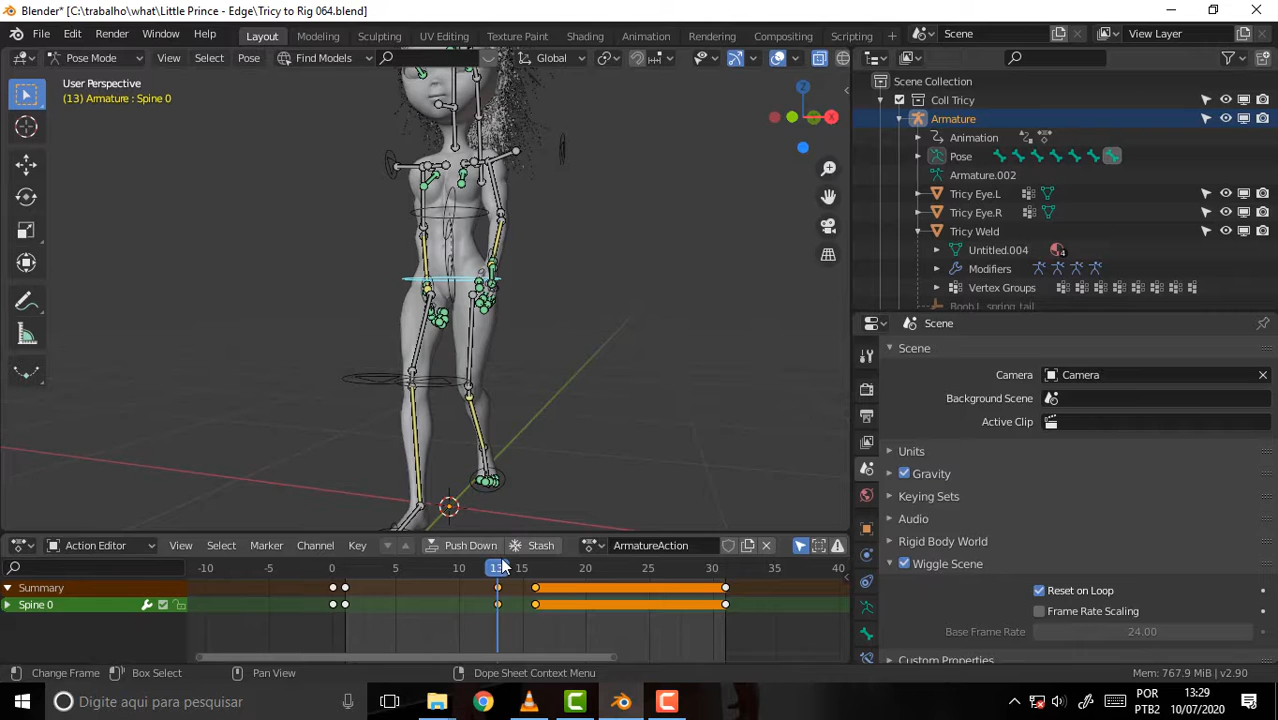 Blender* [C:\trabalho\what\Little Prince - Edge\Tricy to Rig 064.blend]
File Edit Render Window Help Layout Modeling Sculpting UV Editing Texture Paint Shading Animation Rendering Compositing Scripting + Scene View Layer
Pose Mode View Select Pose Find Models Global
User Perspective
(13) Armature : Spine 0
X
Z
Scene Collection
Coll Tricy
Armature
Animation
Pose
Armature.002
Tricy Eye.L
Tricy Eye.R
Tricy Weld
Untitled.004 4
Modifiers
Vertex Groups
Boob L spring tail
Scene
Scene
Camera Camera
Background Scene
Active Clip
Units
Gravity
Keying Sets
Audio
Rigid Body World
Wiggle Scene
Reset on Loop
Frame Rate Scaling
Base Frame Rate 24.00
Custom Properties
Action Editor View Select Marker Channel Key Push Down Stash ArmatureAction
-10 -5 0 5 10 13 15 20 25 30 35 40
Summary
Spine 0
Change Frame Box Select Pan View Dope Sheet Context Menu Mem: 767.9 MiB | v2.90
Digite aqui para pesquisar
POR
PTB2
13:29
10/07/2020